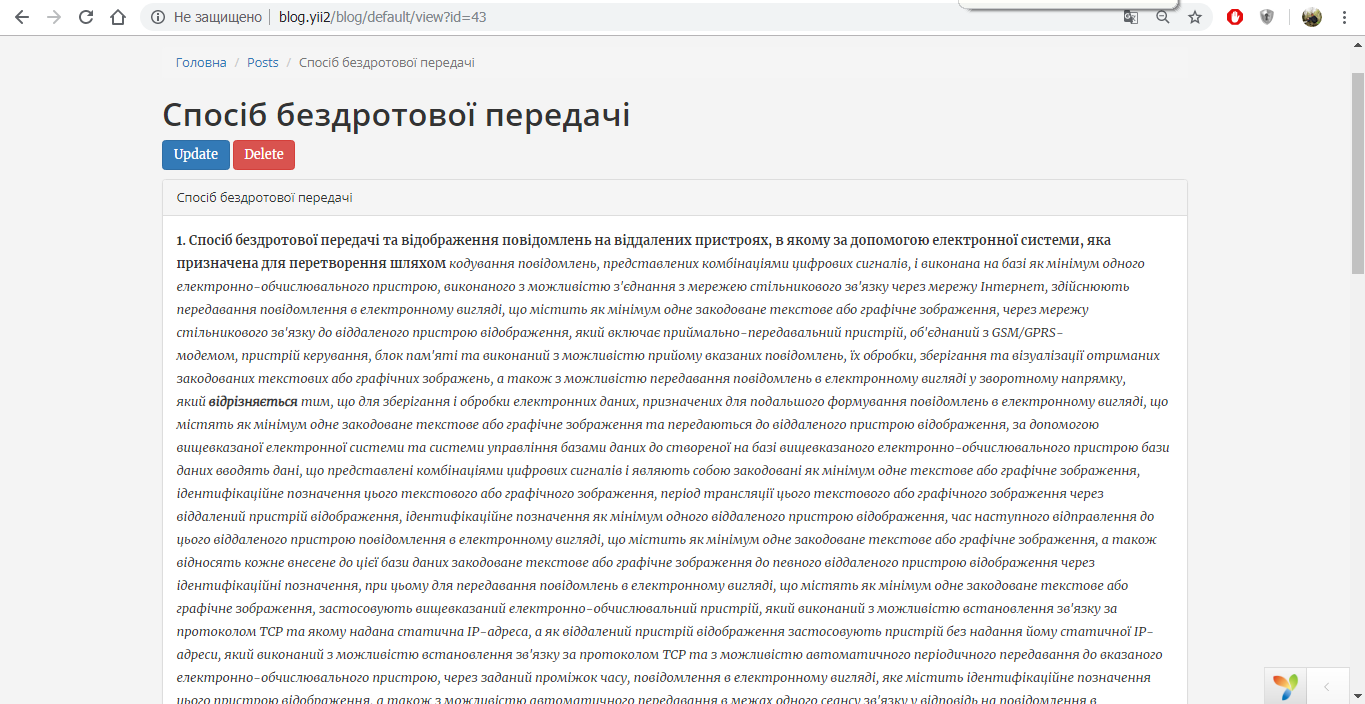 Не защищено | blog.yii2/blog/default/view?id=43
Головна / Posts / Спосіб бездротової передачі
Спосіб бездротової передачі
Update Delete
Спосіб бездротової передачі
1. Спосіб бездротової передачі та відображення повідомлень на віддалених пристроях, в якому за допомогою електронної системи, яка
призначена для перетворення шляхом кодування повідомлень, представлених комбінаціями цифрових сигналів, і виконана на базі як мінімум одного
електронно-обчислювального пристрою, виконаного з можливістю з'єднання з мережею стільникового зв'язку через мережу Інтернет, здійснюють
передавання повідомлення в електронному вигляді, що містить як мінімум одне закодоване текстове або графічне зображення, через мережу
стільникового зв'язку до віддаленого пристрою відображення, який включає приймально-передавальний пристрій, об'єднаний з GSM/GPRS-
модемом, пристрій керування, блок пам'яті та виконаний з можливістю прийому вказаних повідомлень, їх обробки, зберігання та візуалізації отриманих
закодованих текстових або графічних зображень, а також з можливістю передавання повідомлень в електронному вигляді у зворотному напрямку,
який відрізняється тим, що для зберігання і обробки електронних даних, призначених для подальшого формування повідомлень в електронному вигляді, що
містять як мінімум одне закодоване текстове або графічне зображення та передаються до віддаленого пристрою відображення, за допомогою
вищевказаної електронної системи та системи управління базами даних до створеної на базі вищевказаного електронно-обчислювального пристрою бази
даних вводять дані, що представлені комбінаціями цифрових сигналів і являють собою закодовані як мінімум одне текстове або графічне зображення,
ідентифікаційне позначення цього текстового або графічного зображення, період трансляції цього текстового або графічного зображення через
віддалений пристрій відображення, ідентифікаційне позначення як мінімум одного віддаленого пристрою відображення, час наступного відправлення до
цього віддаленого пристрою повідомлення в електронному вигляді, що містить як мінімум одне закодоване текстове або графічне зображення, а також
відносять кожне внесене до цієї бази даних закодоване текстове або графічне зображення до певного віддаленого пристрою відображення через
ідентифікаційні позначення, при цьому для передавання повідомлень в електронному вигляді, що містять як мінімум одне закодоване текстове або
графічне зображення, застосовують вищевказаний електронно-обчислювальний пристрій, який виконаний з можливістю встановлення зв'язку за
протоколом TCP та якому надана статична IP-адреса, а як віддалений пристрій відображення застосовують пристрій без надання йому статичної IP-
адреси, який виконаний з можливістю встановлення зв'язку за протоколом TCP та з можливістю автоматичного періодичного передавання до вказаного
електронно-обчислювального пристрою, через заданий проміжок часу, повідомлення в електронному вигляді, яке містить ідентифікаційне позначення
цього пристрою відображення, а також з можливістю автоматичного передавання в межах одного сеансу зв'язку у відповідь на повідомлення в